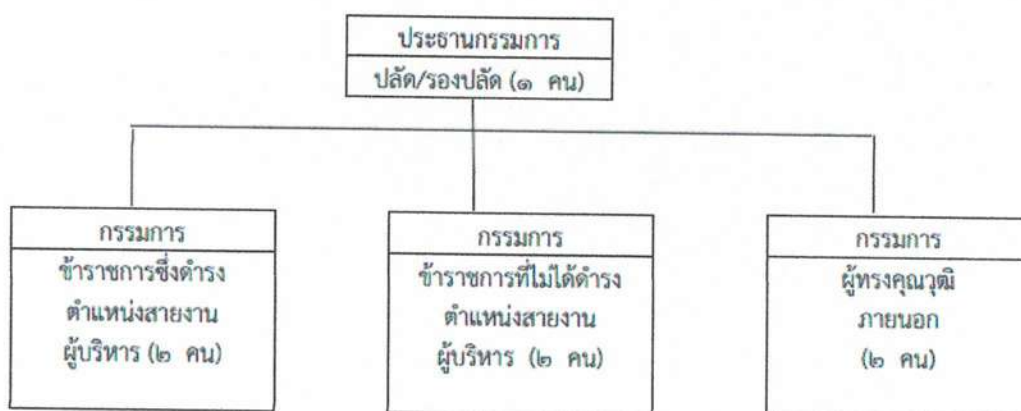 ประธานกรรมการ
ปลัด/รองปลัด (๑ คน)
กรรมการ
ข้าราชการซึ่งดำรง
ตำแหน่งสายงาน
ผู้บริหาร (๒ คน)
กรรมการ
ข้าราชการที่ไม่ได้ดำรง
ตำแหน่งสายงาน
ผู้บริหาร (๒ คน)
กรรมการ
ผู้ทรงคุณวุฒิ
ภายนอก
(๒ คน)